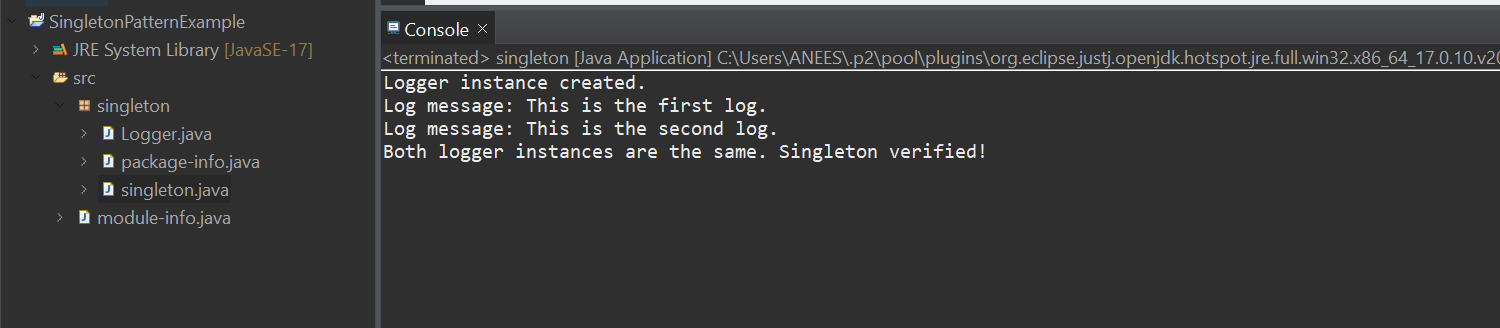 SingletonPatternExample
JRE System Library [JavaSE-17]
src
singleton
Logger.java
package-info.java
singleton.java
module-info.java
Console
<terminated> singleton [Java Application] C:\Users\ANEES\.p2\pool\plugins\org.eclipse.justj.openjdk.hotspot.jre.full.win32.x86_64_17.0.10.v20
Logger instance created.
Log message: This is the first log.
Log message: This is the second log.
Both logger instances are the same. Singleton verified!